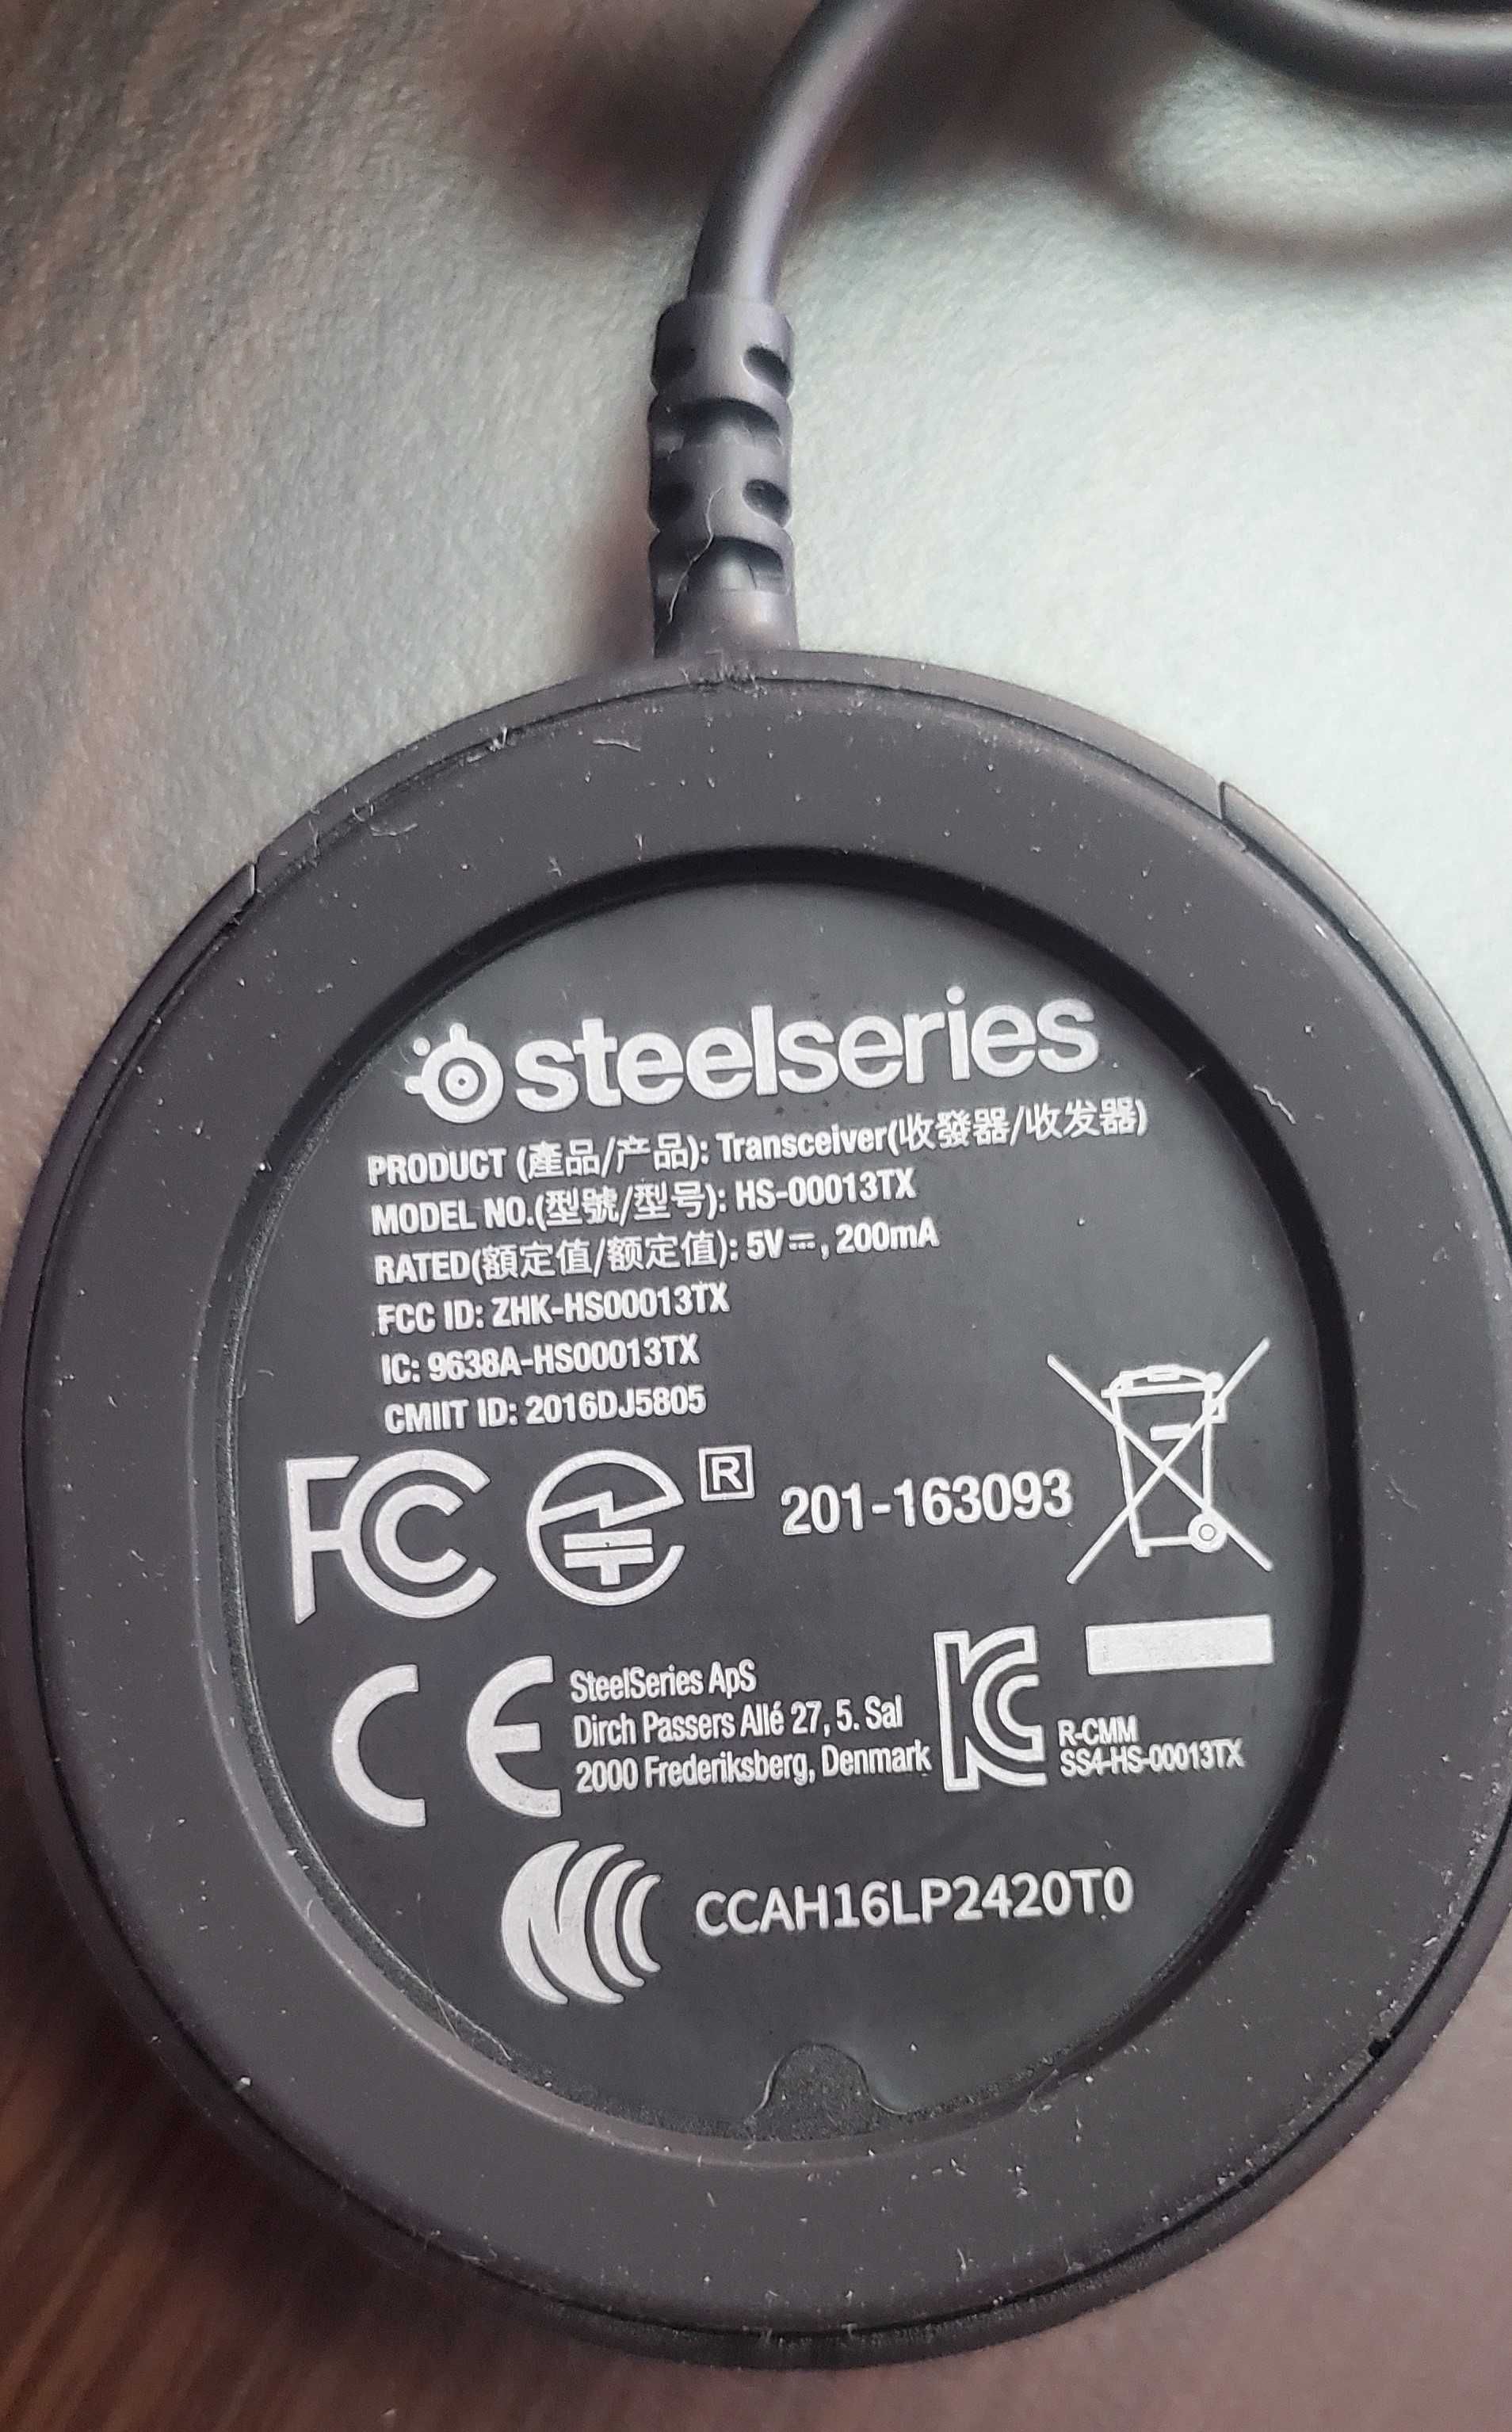 steelseries
PRODUCT (產品/产品): Transceiver(收發器/收发器)
MODEL NO.(型號/型号): HS-00013TX
RATED(額定值/额定值): 5V⎓, 200mA
FCC ID: ZHK-HS00013TX
IC: 9638A-HS00013TX
CMIIT ID: 2016DJ5805
FC R 201-163093
CE SteelSeries ApS
Dirch Passers Allé 27, 5. Sal
2000 Frederiksberg, Denmark
KC R-CMM
SS4-HS-00013TX
CCAH16LP2420T0